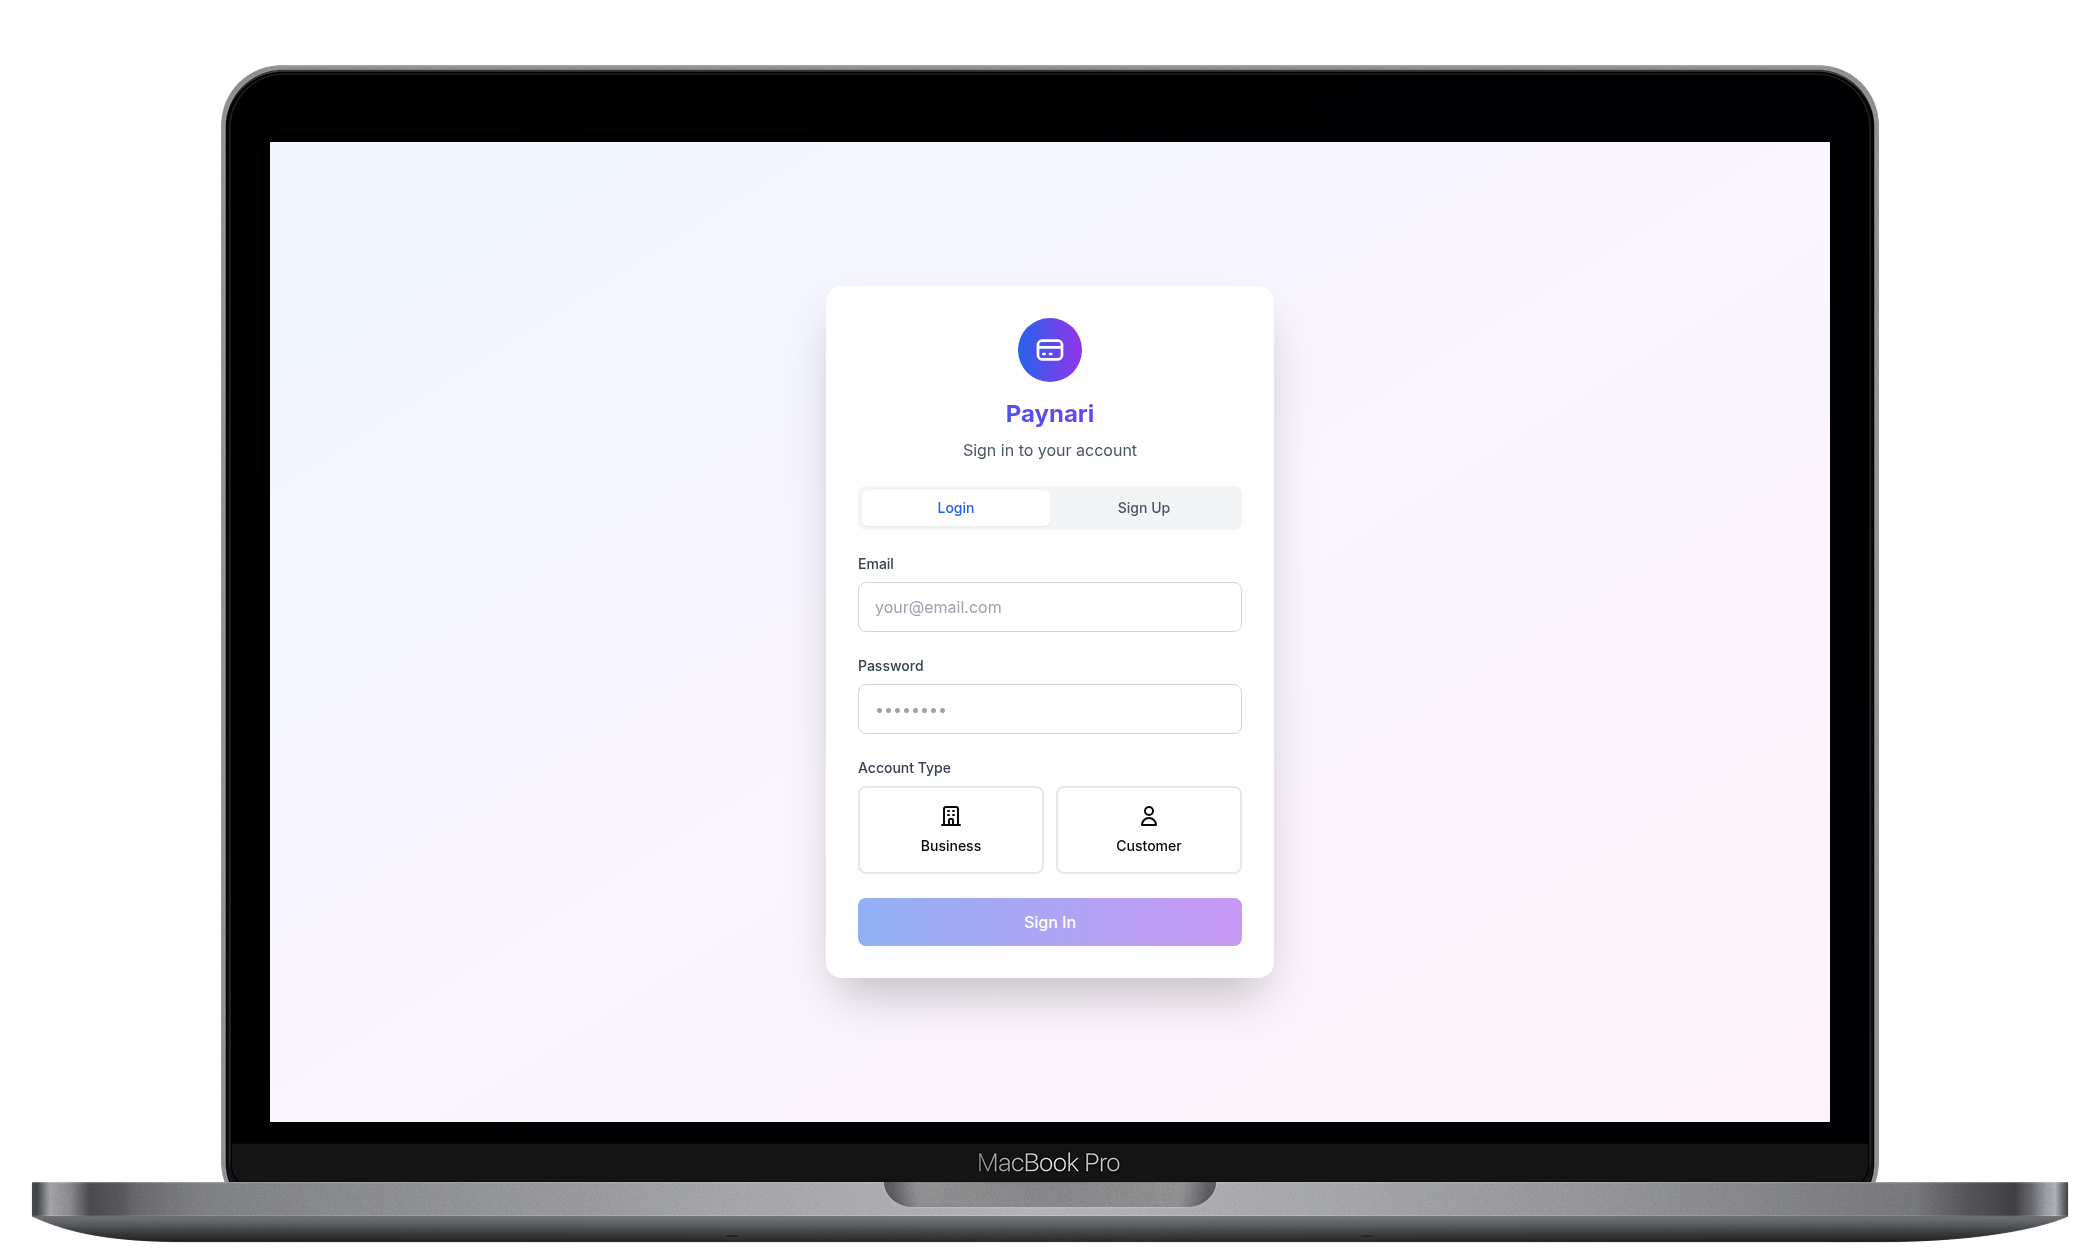 Paynari
Sign in to your account
Login
Sign Up
Email
your@email.com
Password
••••••••
Account Type
Business
Customer
Sign In
MacBook Pro